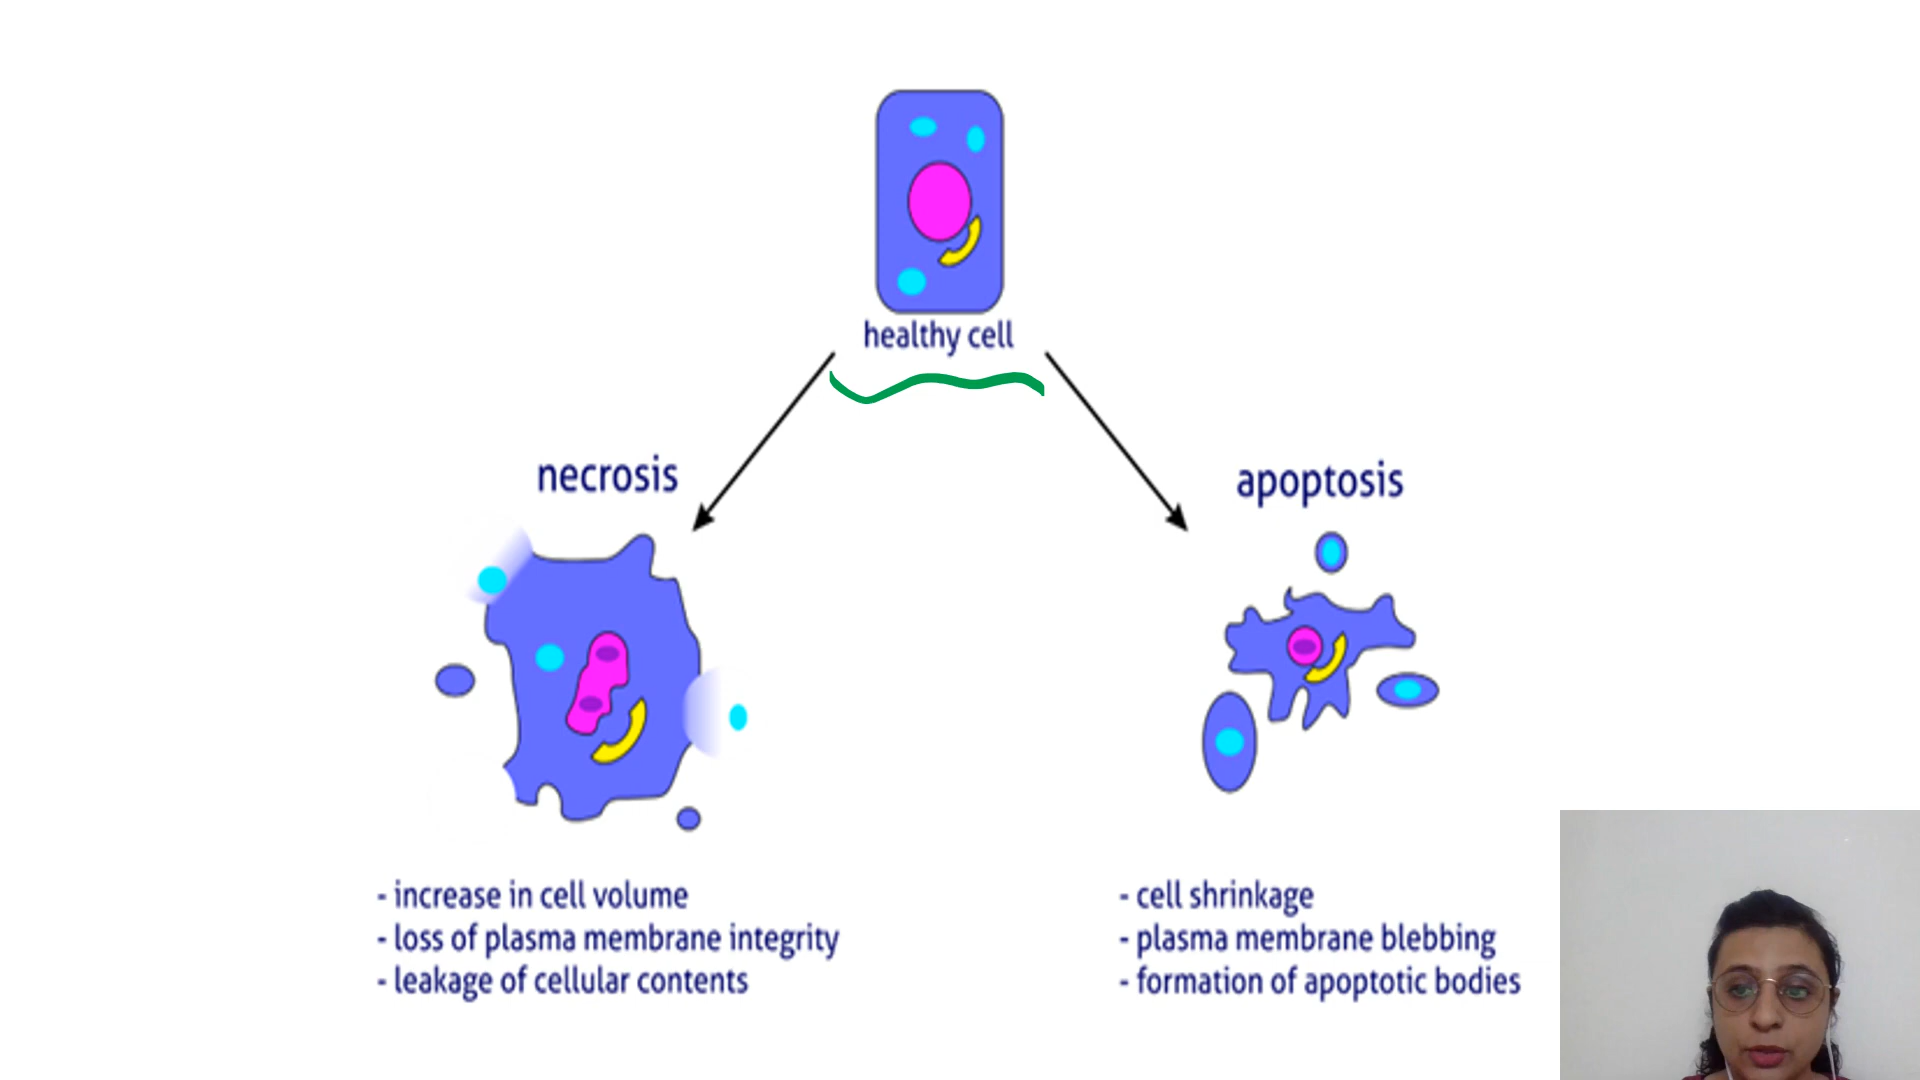 healthy cell
necrosis
apoptosis
- increase in cell volume
- loss of plasma membrane integrity
- leakage of cellular contents
- cell shrinkage
- plasma membrane blebbing
- formation of apoptotic bodies